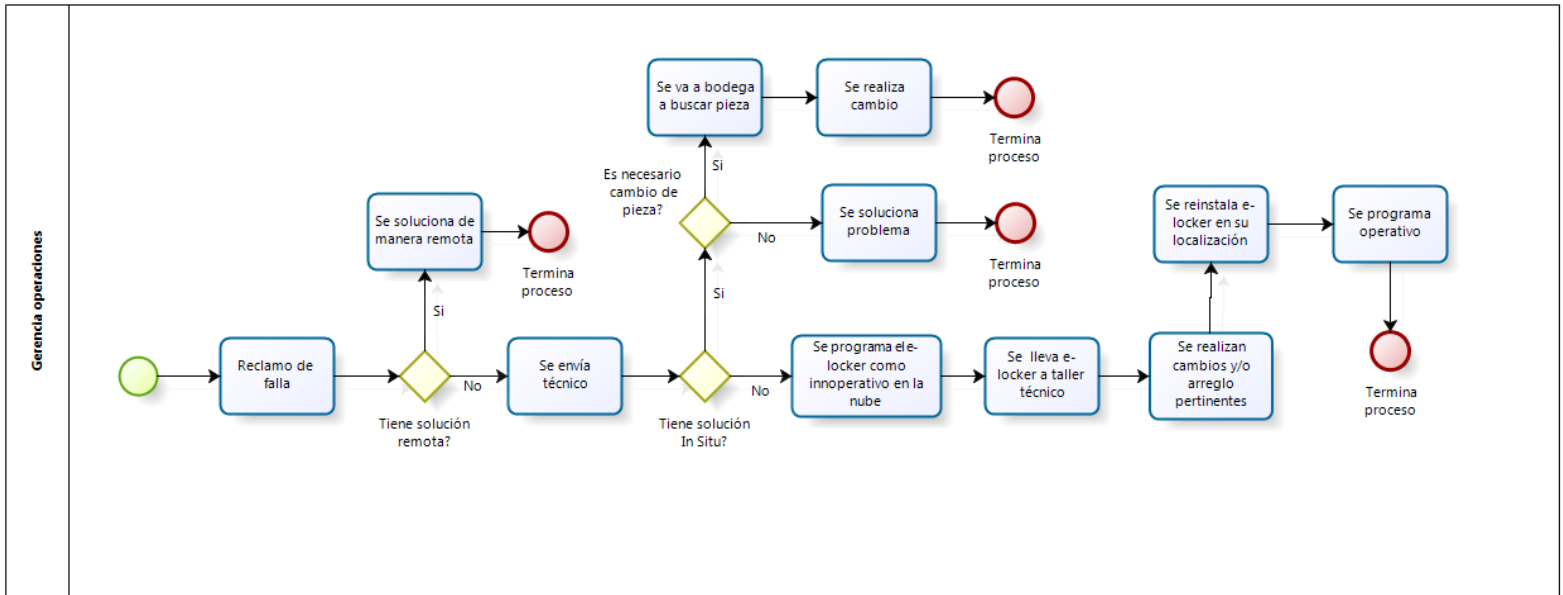 Gerencia operaciones
Reclamo de
falla
Tiene solución
remota?
Si
No
Se soluciona de
manera remota
Termina
proceso
Se envía
técnico
Tiene solución
In Situ?
Si
No
Es necesario
cambio de
pieza?
Si
No
Se va a bodega
a buscar pieza
Se realiza
cambio
Termina
proceso
Se soluciona
problema
Termina
proceso
Se programa ele-
locker como
innoperativo en la
nube
Se lleva e-
locker a taller
técnico
Se realizan
cambios y/o
arreglo
pertinentes
Se reinstala e-
locker en su
localización
Se programa
operativo
Termina
proceso